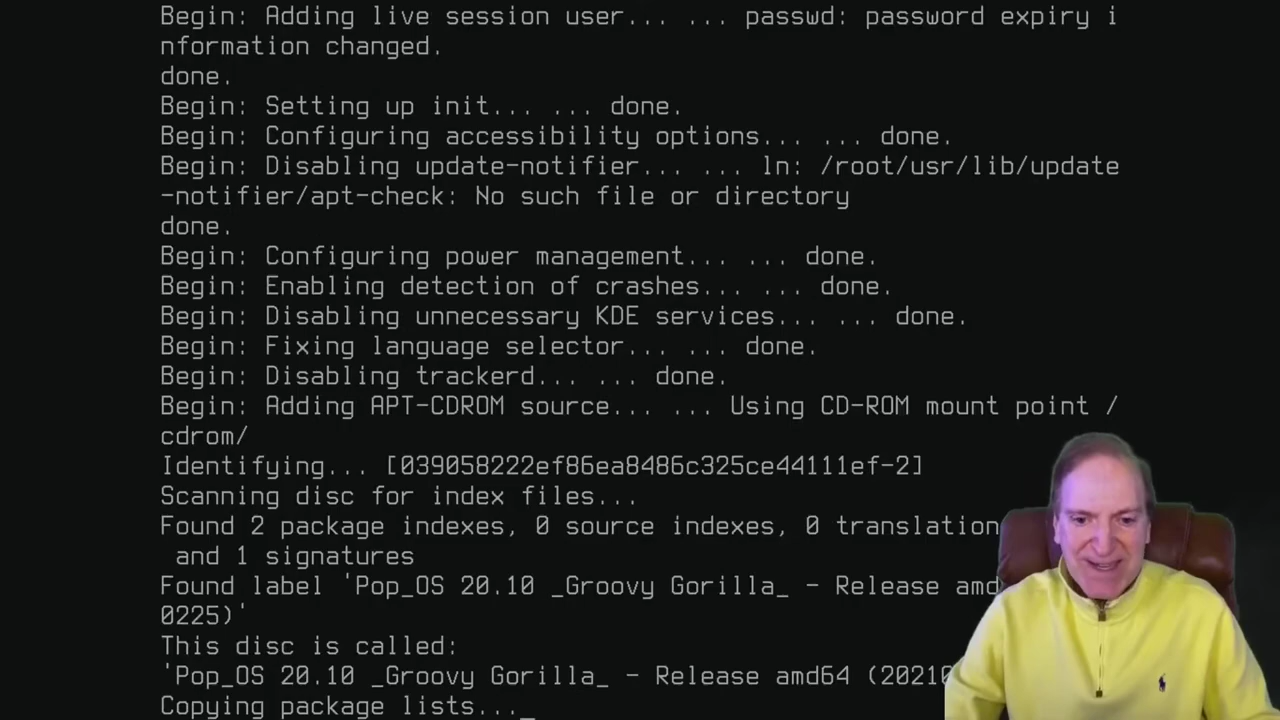 Begin: Adding live session user... ... passwd: password expiry i
nformation changed.
done.
Begin: Setting up init... ... done.
Begin: Configuring accessibility options... ... done.
Begin: Disabling update-notifier... ... ln: /root/usr/lib/update
-notifier/apt-check: No such file or directory
done.
Begin: Configuring power management... ... done.
Begin: Enabling detection of crashes... ... done.
Begin: Disabling unnecessary KDE services... ... done.
Begin: Fixing language selector... ... done.
Begin: Disabling trackerd... ... done.
Begin: Adding APT-CDROM source... ... Using CD-ROM mount point /
cdrom/
Identifying... [039058222ef86ea8486c325ce44111ef-2]
Scanning disc for index files...
Found 2 package indexes, 0 source indexes, 0 translation
 and 1 signatures
Found label 'Pop_OS 20.10 _Groovy Gorilla_ - Release amd
0225)'
This disc is called:
'Pop_OS 20.10 _Groovy Gorilla_ - Release amd64 (20210
Copying package lists..._